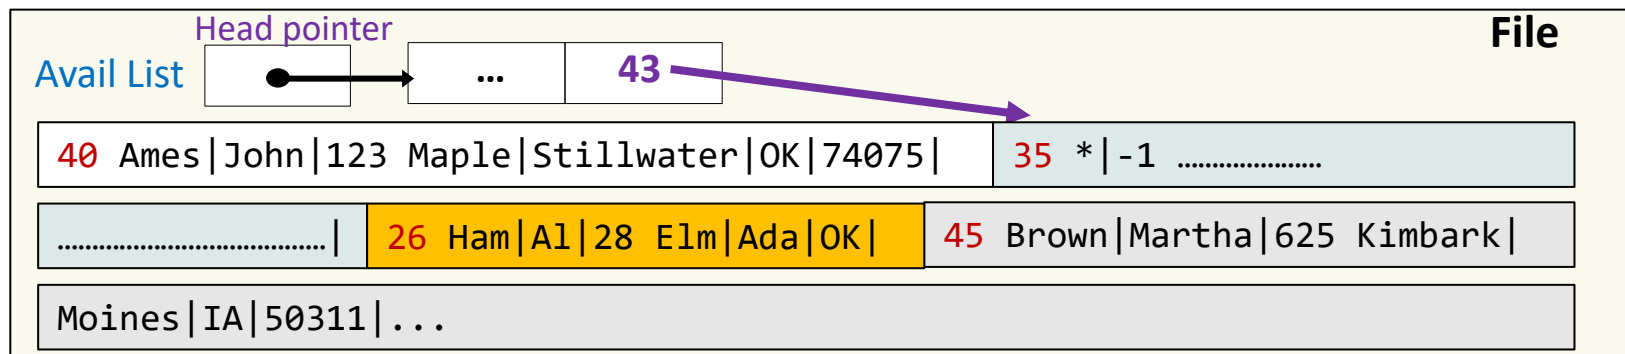 Head pointer
File
Avail List ... 43
40 Ames|John|123 Maple|Stillwater|OK|74075| 35 *|-1 .....................
.......................................| 26 Ham|Al|28 Elm|Ada|OK| 45 Brown|Martha|625 Kimbark|
Moines|IA|50311|...